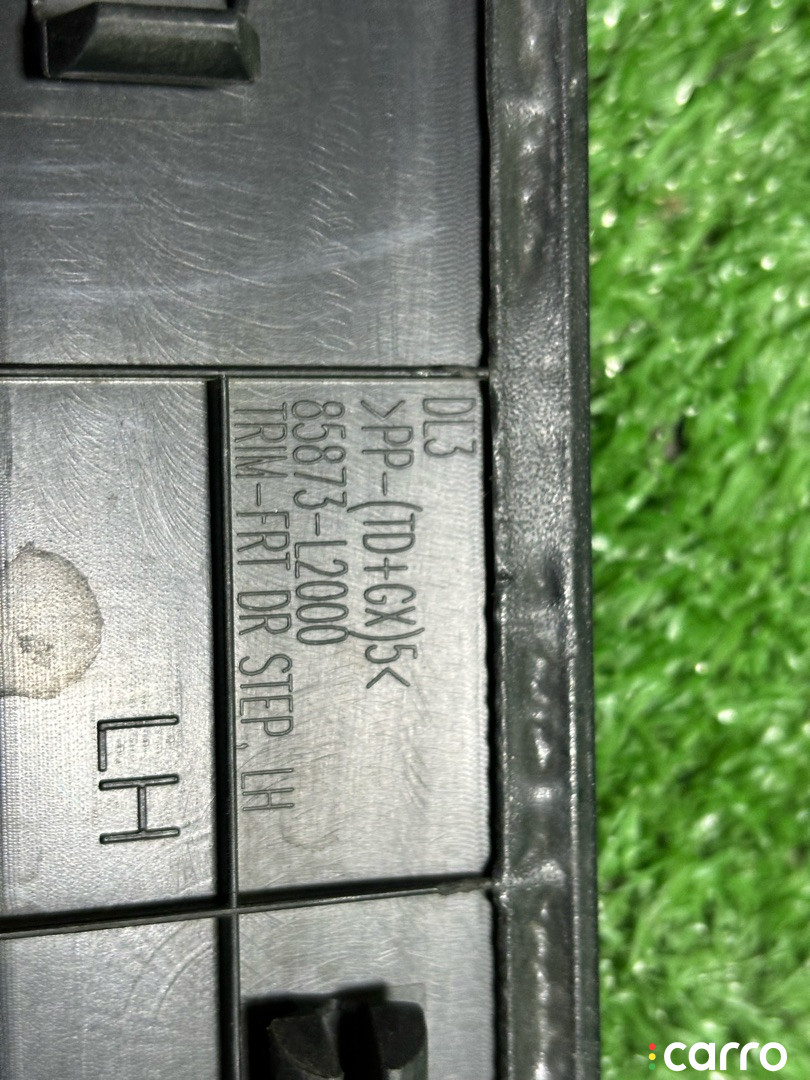 DL3
>PP-(TD+GX)5<
85873-L2000
TRIM-FRT DR STEP, LH
LH
carro